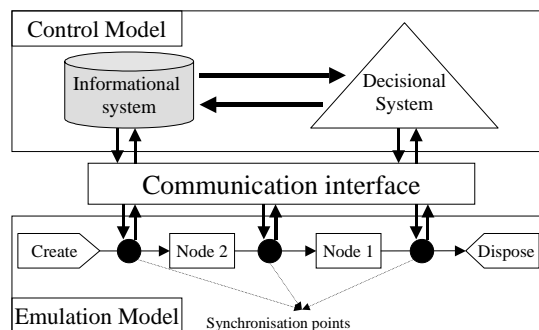 Control Model
Informational
system
Decisional
System
Communication interface
Create
Node 2
Node 1
Dispose
Emulation Model
Synchronisation points